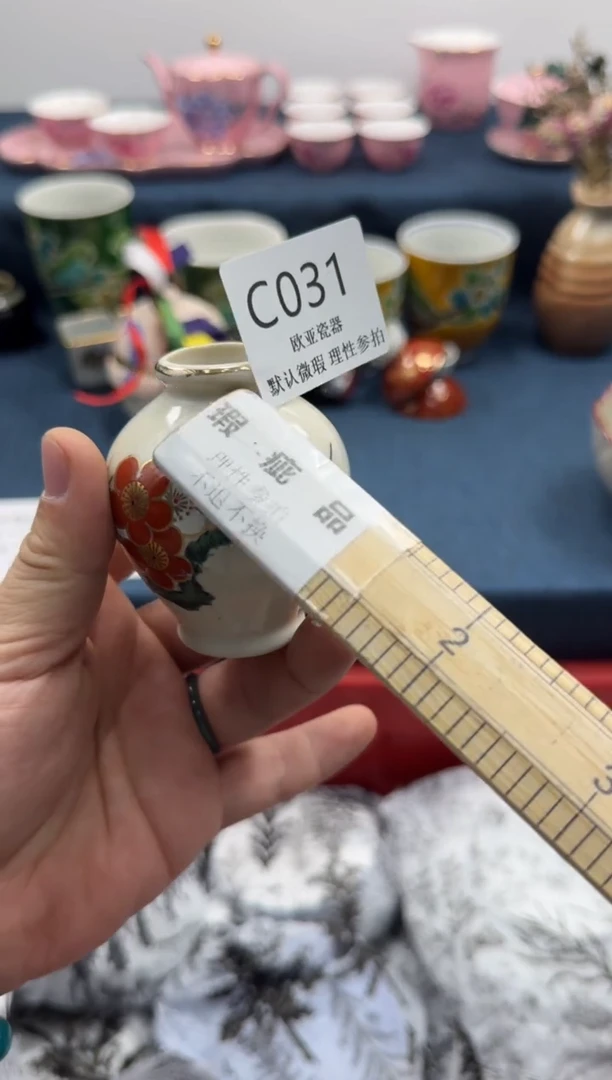 C031
欧亚瓷器
默认微瑕 理性参拍
瑕疵品
理性参拍
不退不换
2
3